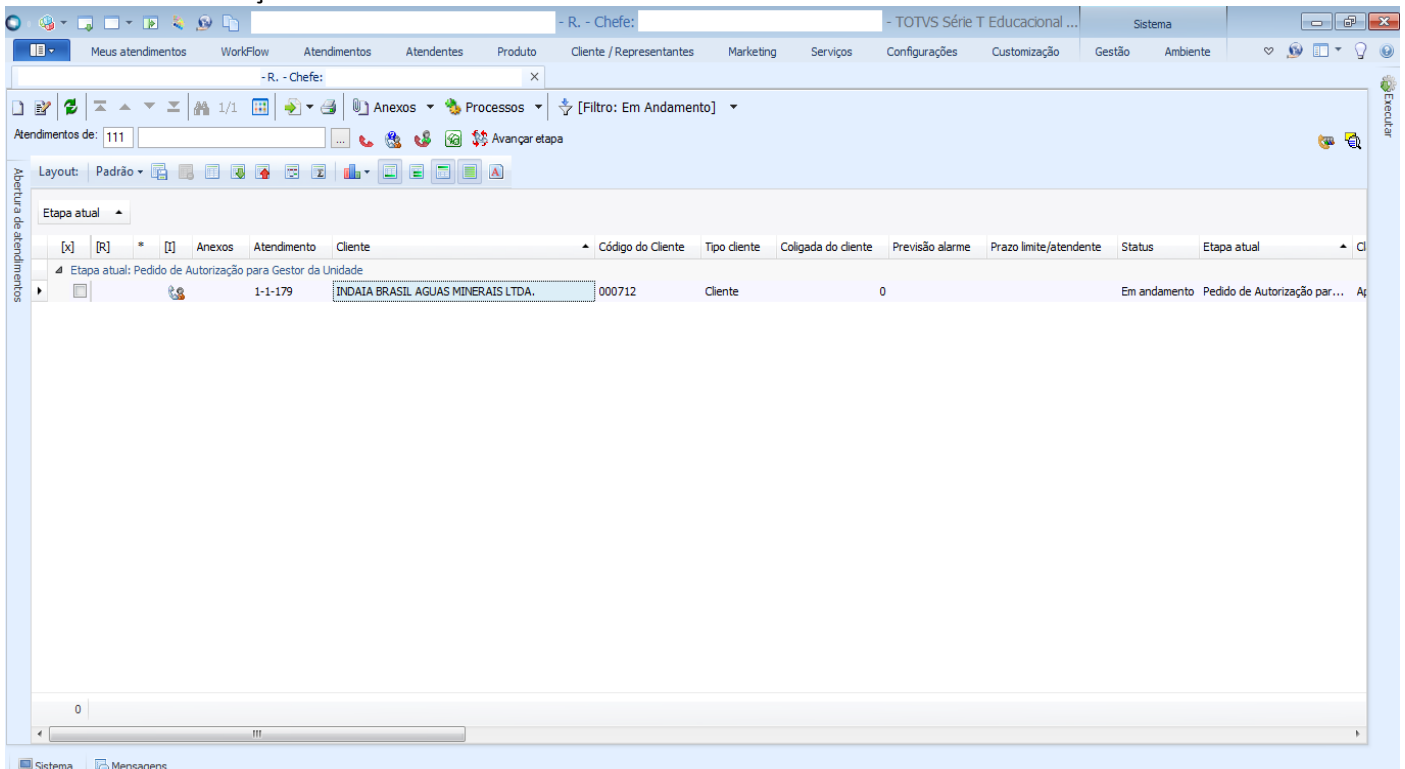 - R. - Chefe: - TOTVS Série T Educacional ... Sistema
Meus atendimentos WorkFlow Atendimentos Atendentes Produto Cliente / Representantes Marketing Serviços Configurações Customização Gestão Ambiente
- R. - Chefe:
1/1 Anexos Processos [Filtro: Em Andamento]
Atendimentos de: 111 ... Avançar etapa
Executar
Abertura de atendimentos
Layout: Padrão
Etapa atual
[x] [R] * [I] Anexos Atendimento Cliente Código do Cliente Tipo cliente Coligada do cliente Previsão alarme Prazo limite/atendente Status Etapa atual Cl
Etapa atual: Pedido de Autorização para Gestor da Unidade
1-1-179 INDAIA BRASIL AGUAS MINERAIS LTDA. 000712 Cliente 0 Em andamento Pedido de Autorização par... Ap
0
Sistema Mensagens